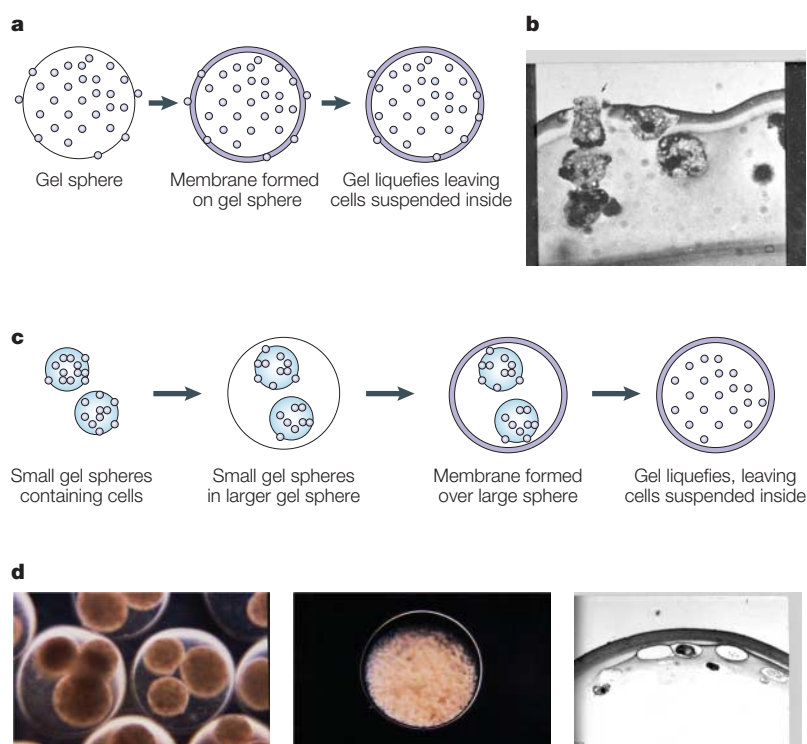 a
b
Gel sphere
Membrane formed
on gel sphere
Gel liquefies leaving
cells suspended inside
c
Small gel spheres
containing cells
Small gel spheres
in larger gel sphere
Membrane formed
over large sphere
Gel liquefies, leaving
cells suspended inside
d